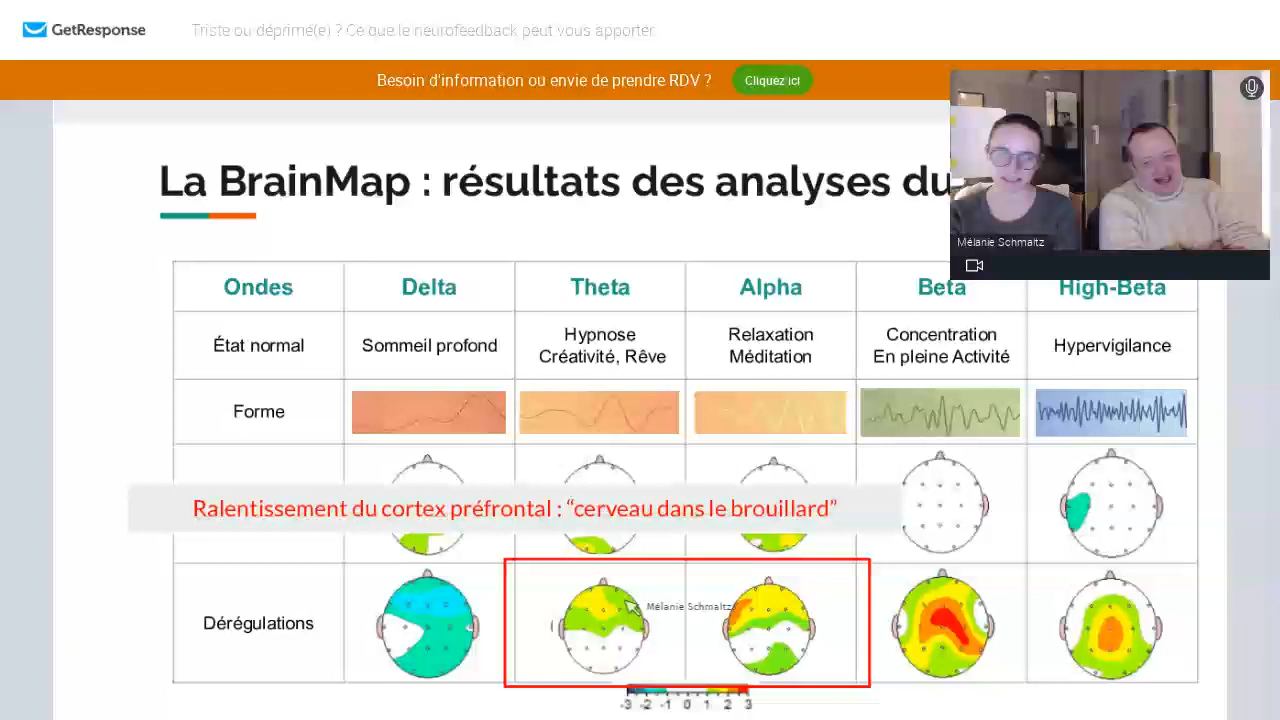 GetResponse
Triste ou déprimé(e) ? Ce que le neurofeedback peut vous apporter
Besoin d'information ou envie de prendre RDV ?
Cliquez ici
La BrainMap : résultats des analyses du
Mélanie Schmaltz
Ondes
Delta
Theta
Alpha
Beta
High-Beta
État normal
Sommeil profond
Hypnose
Créativité, Rêve
Relaxation
Méditation
Concentration
En pleine Activité
Hypervigilance
Forme
Ralentissement du cortex préfrontal : “cerveau dans le brouillard”
Dérégulations
Mélanie Schmaltz
-3 -2 -1 0 1 2 3